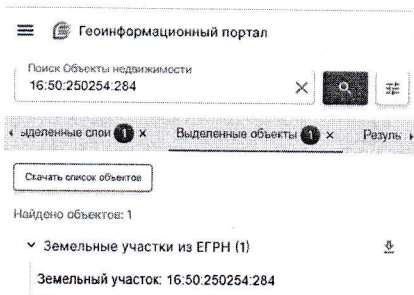 Геоинформационный портал
Поиск Объекты недвижимости
16:50:250254:284
ыделенные слои 1 × Выделенные объекты 1 × Резуль
Скачать список объектов
Найдено объектов: 1
Земельные участки из ЕГРН (1)
Земельный участок: 16:50:250254:284